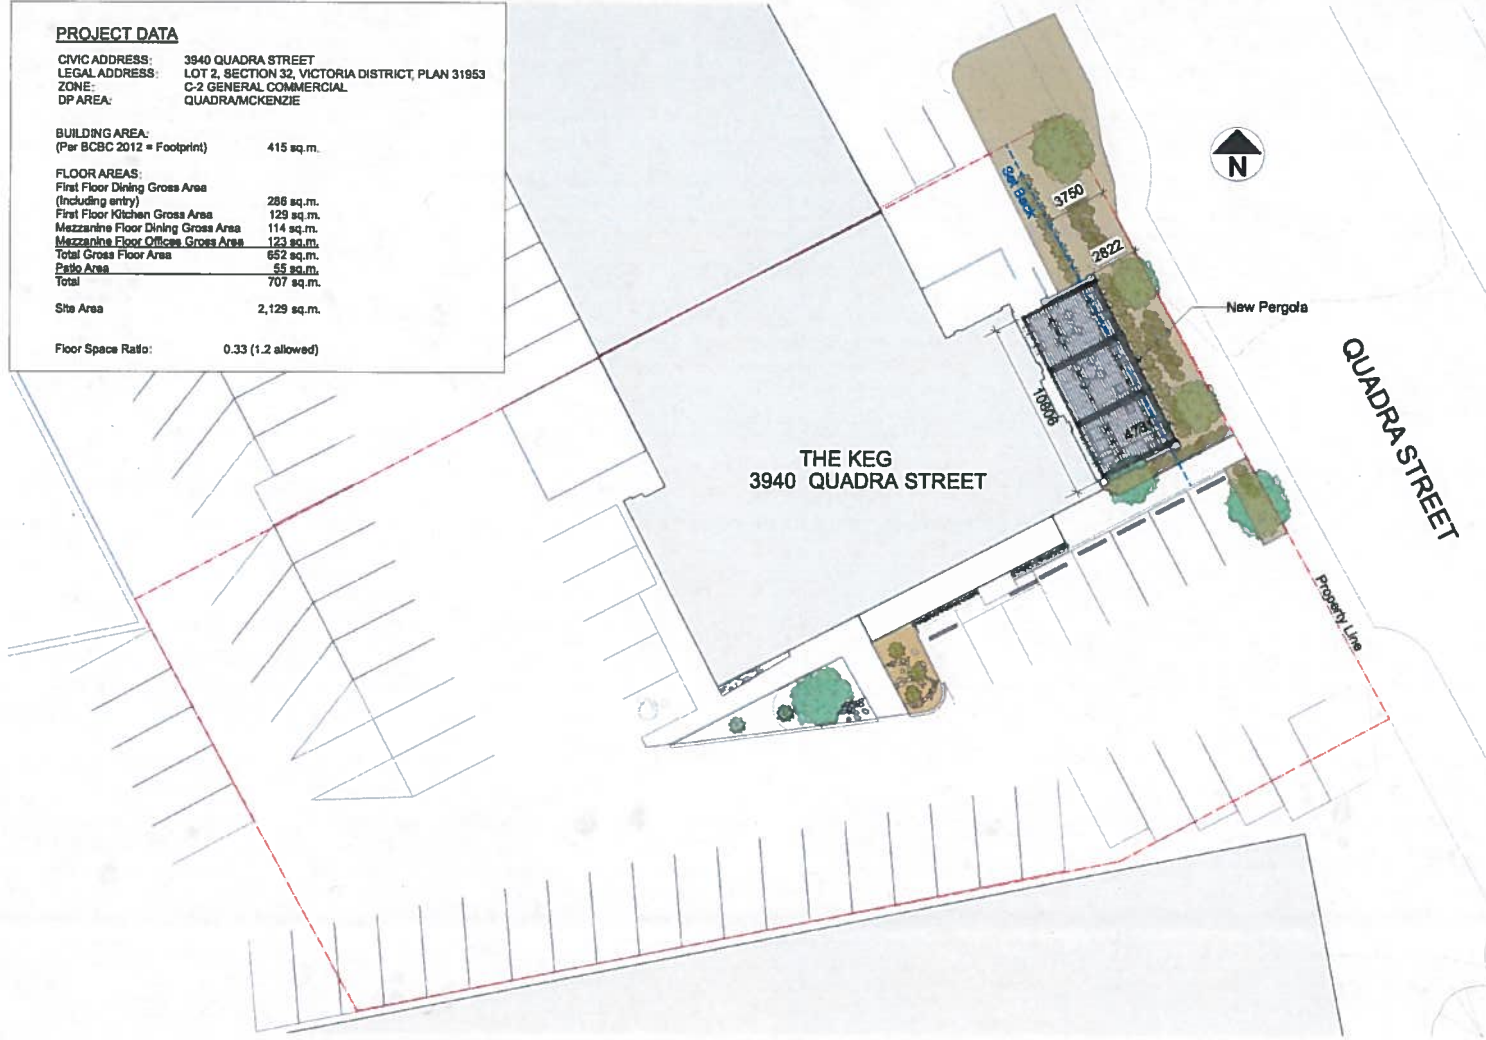 PROJECT DATA
CIVIC ADDRESS: 3940 QUADRA STREET
LEGAL ADDRESS: LOT 2, SECTION 32, VICTORIA DISTRICT, PLAN 31953
ZONE: C-2 GENERAL COMMERCIAL
DP AREA: QUADRA/MCKENZIE
BUILDING AREA:
(Per BCBC 2012 = Footprint) 415 sq.m.
FLOOR AREAS:
First Floor Dining Gross Area
(Including entry) 286 sq.m.
First Floor Kitchen Gross Area 129 sq.m.
Mezzanine Floor Dining Gross Area 114 sq.m.
Mezzanine Floor Offices Gross Area 123 sq.m.
Total Gross Floor Area 652 sq.m.
Patio Area 55 sq.m.
Total 707 sq.m.
Site Area 2,129 sq.m.
Floor Space Ratio: 0.33 (1.2 allowed)
N
Set Back
3750
2822
New Pergola
10806
QUADRA STREET
THE KEG
3940 QUADRA STREET
Property Line